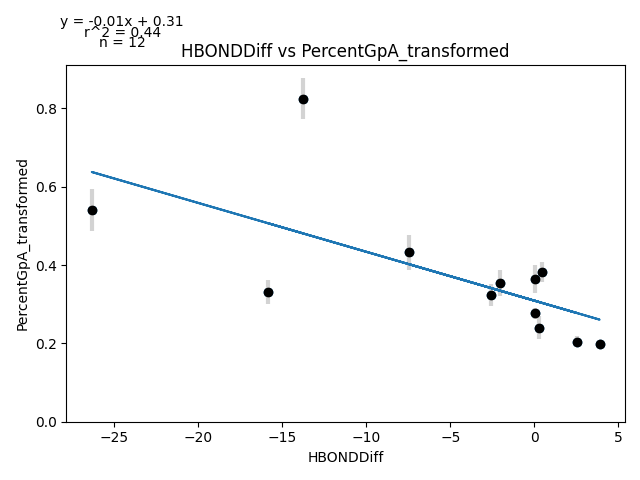 y = -0.01x + 0.31
r^2 = 0.44
n = 12
HBONDDiff vs PercentGpA_transformed
PercentGpA_transformed
0.8
0.6
0.4
0.2
0.0
−25
−20
−15
−10
−5
0
5
HBONDDiff